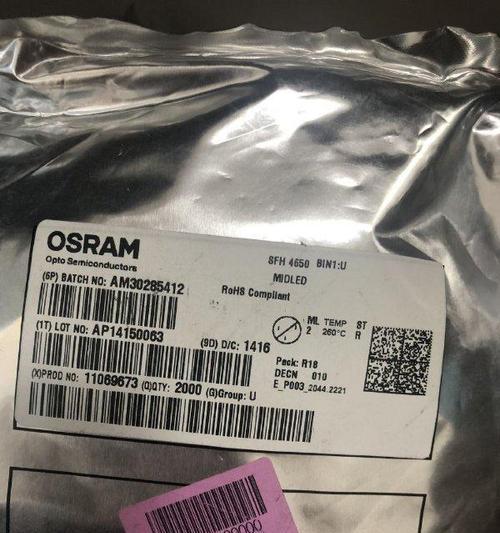 OSRAM
Opto Semiconductors
SFH 4650 BIN1:U
MIDLED
(6P) BATCH NO: AM30285412
RoHS Compliant
ML TEMP ST
2 260°C R
(1T) LOT NO: AP14150063
(9D) D/C: 1416
Pack: R18
DECN 010
E_P003_2044.2221
(X)PROD NO: 11069673 (Q)QTY: 2000 (G)Group: U